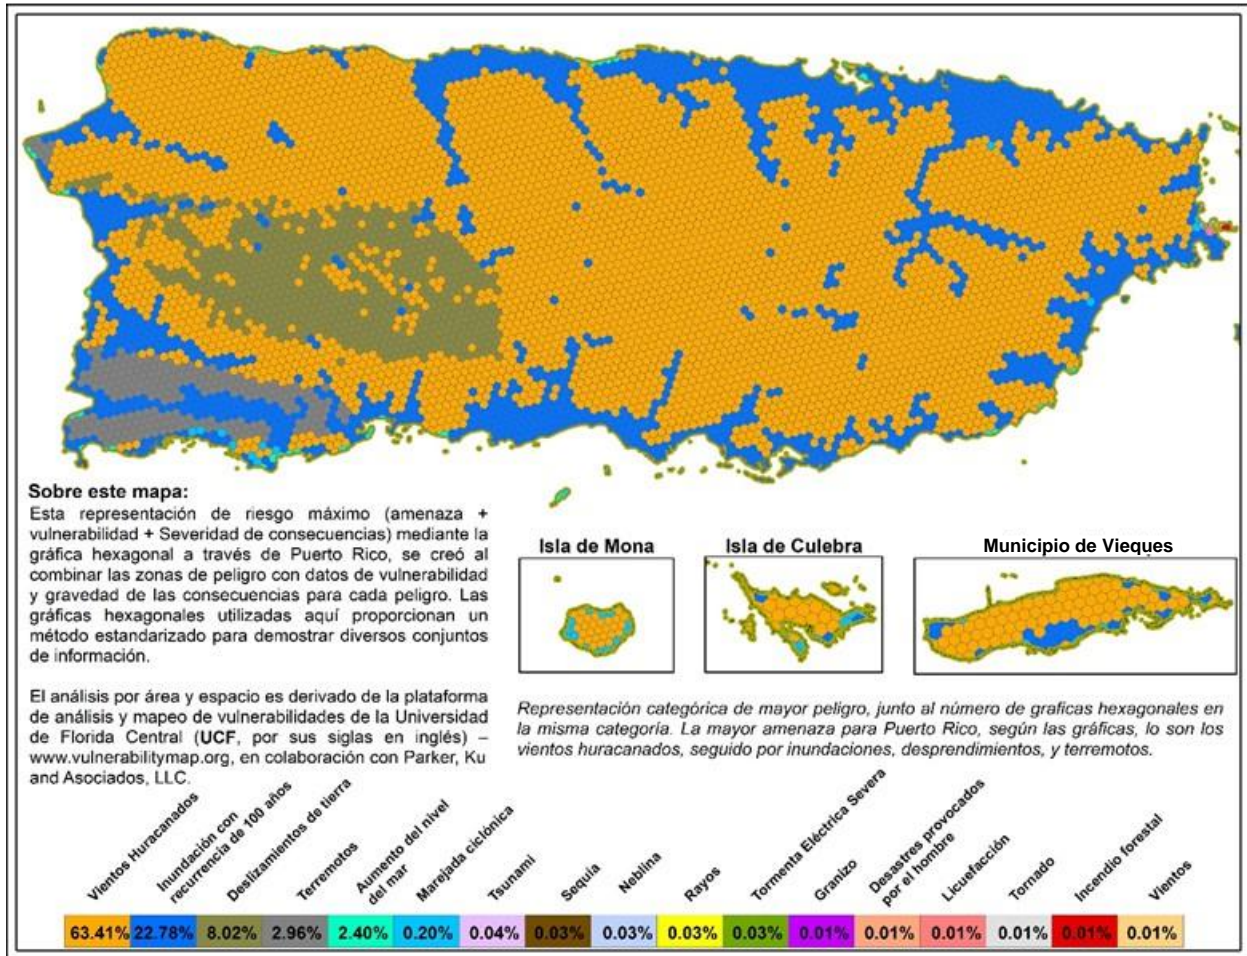 Sobre este mapa:
Esta representación de riesgo máximo (amenaza +
vulnerabilidad + Severidad de consecuencias) mediante la
gráfica hexagonal a través de Puerto Rico, se creó al
combinar las zonas de peligro con datos de vulnerabilidad
y gravedad de las consecuencias para cada peligro. Las
gráficas hexagonales utilizadas aquí proporcionan un
método estandarizado para demostrar diversos conjuntos
de información.
El análisis por área y espacio es derivado de la plataforma
de análisis y mapeo de vulnerabilidades de la Universidad
de Florida Central (UCF, por sus siglas en inglés) –
www.vulnerabilitymap.org, en colaboración con Parker, Ku
and Asociados, LLC.
Isla de Mona
Isla de Culebra
Municipio de Vieques
Representación categórica de mayor peligro, junto al número de graficas hexagonales en
la misma categoría. La mayor amenaza para Puerto Rico, según las gráficas, lo son los
vientos huracanados, seguido por inundaciones, desprendimientos, y terremotos.
Vientos Huracanados
Inundación con
recurrencia de 100 años
Deslizamientos de tierra
Terremotos
Aumento del nivel
del mar
Marejada ciclónica
Tsunami
Sequía
Neblina
Rayos
Tormenta Eléctrica Severa
Granizo
Desastres provocados
por el hombre
Licuefacción
Tornado
Incendio forestal
Vientos
63.41% 22.78% 8.02% 2.96% 2.40% 0.20% 0.04% 0.03% 0.03% 0.03% 0.03% 0.01% 0.01% 0.01% 0.01% 0.01% 0.01%